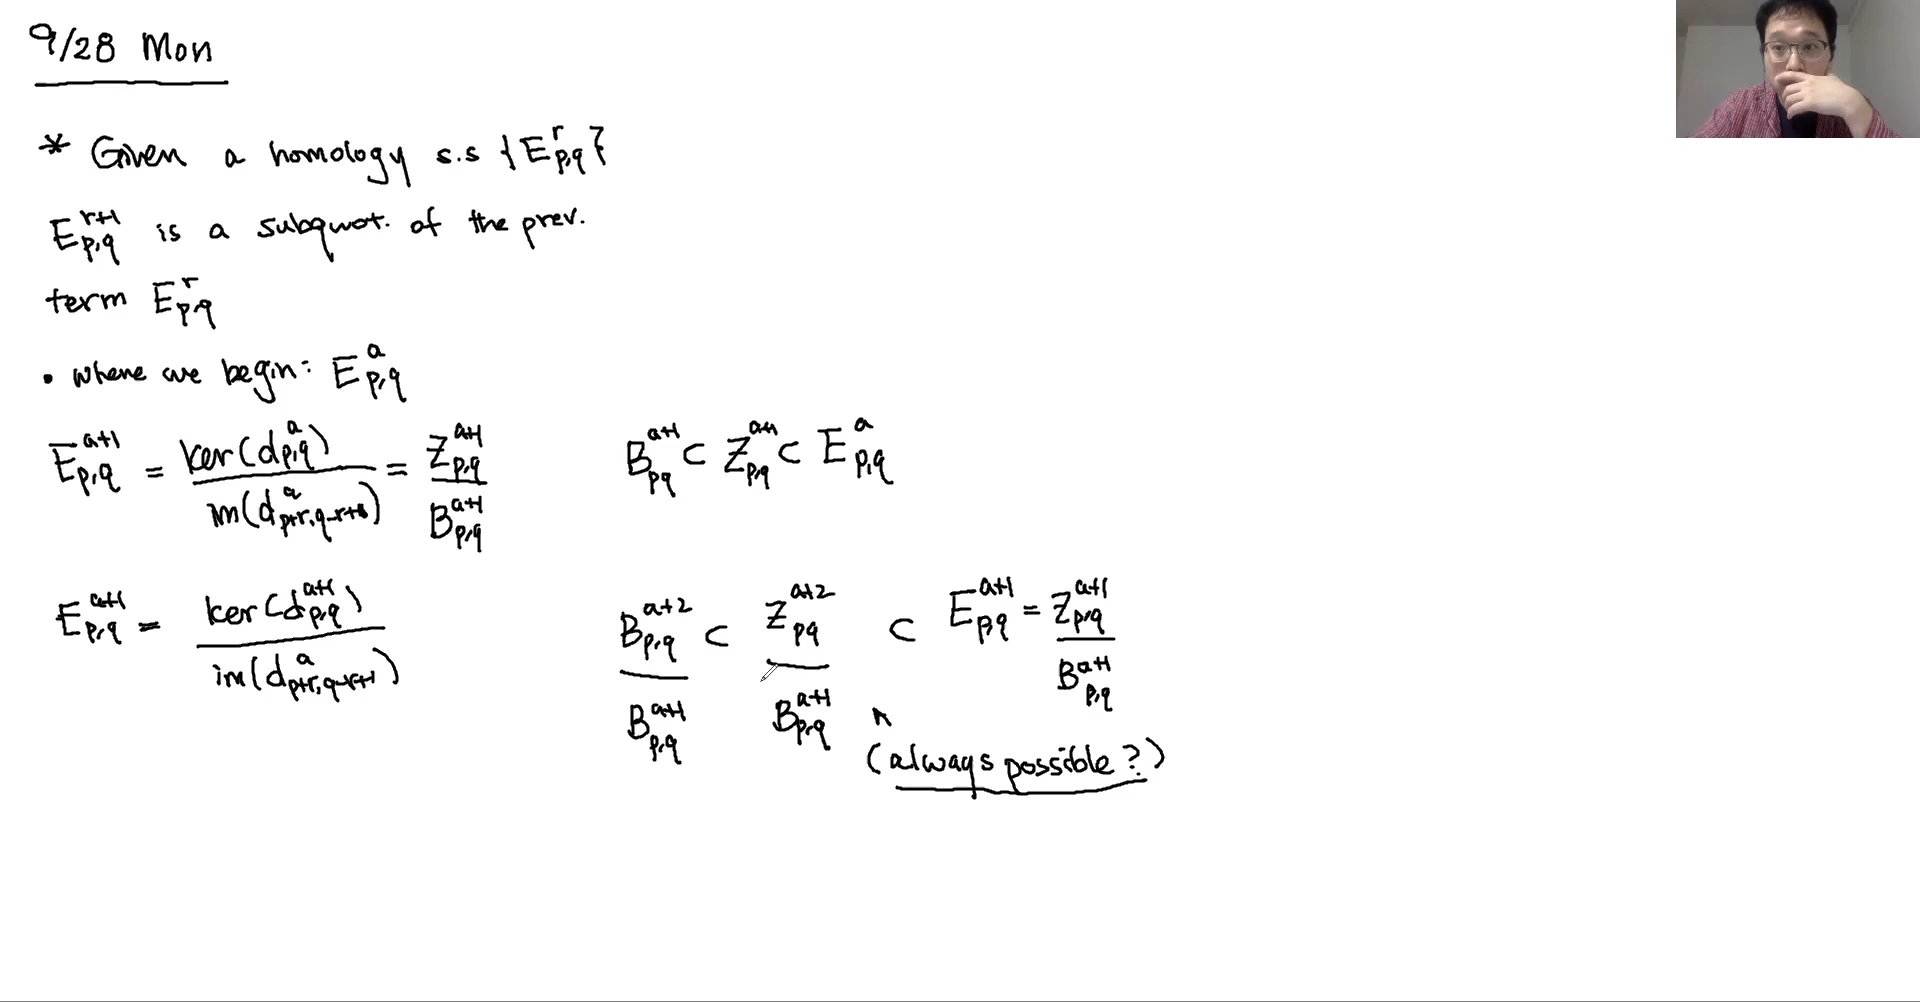 9/28 Mon
* Given a homology s.s {E^r_{p,q}}
E^{r+1}_{p,q} is a subquot. of the prev.
term E^r_{p,q}
• where we begin: E^a_{p,q}
E^{a+1}_{p,q} = ker(d^a_{p,q}) / im(d^a_{p+r,q-r+1}) = Z^{a+1}_{p,q} / B^{a+1}_{p,q}    B^{a+1}_{pq} ⊂ Z^{a+1}_{p,q} ⊂ E^a_{p,q}
E^{a+1}_{p,q} = ker(d^{a+1}_{p,q}) / im(d^a_{p+r,q-r+1})    B^{a+2}_{p,q} / B^{a+1}_{p,q} ⊂ Z^{a+2}_{pq} / B^{a+1}_{p,q} ⊂ E^{a+1}_{p,q} = Z^{a+1}_{p,q} / B^{a+1}_{p,q}
(always possible?)